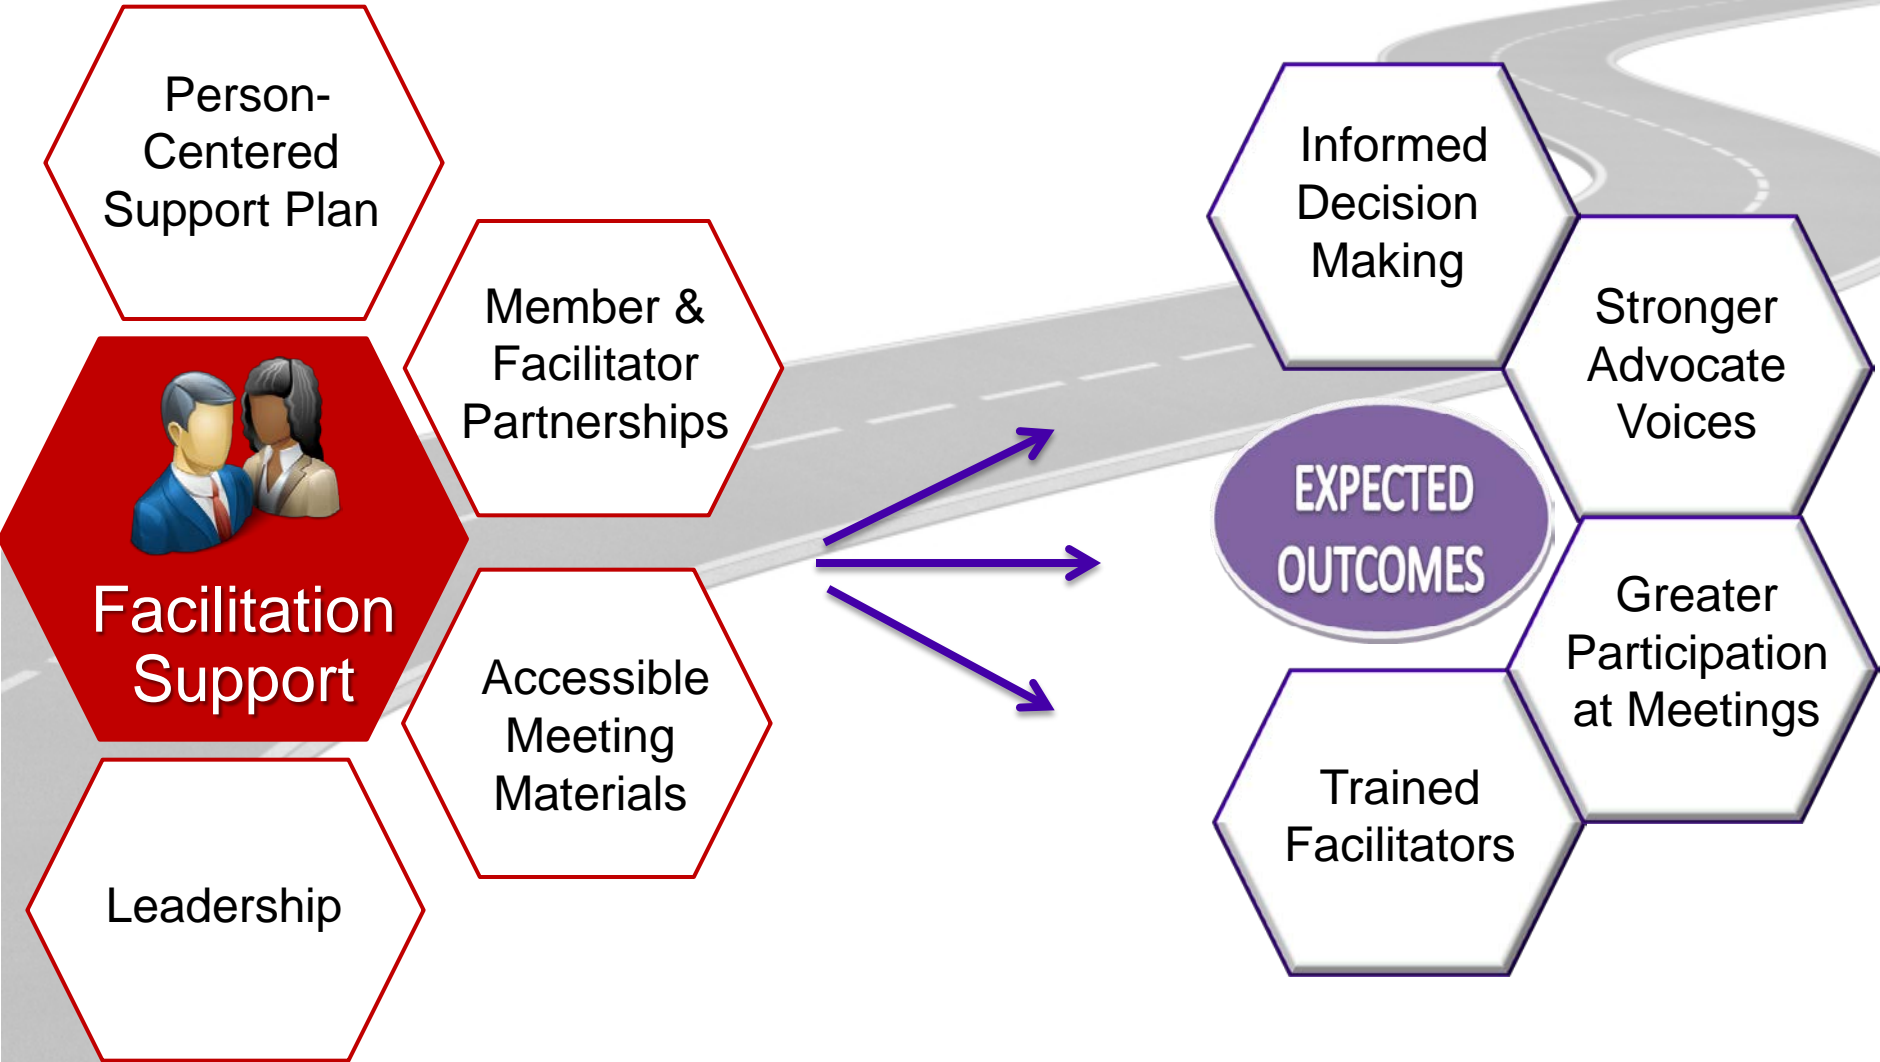 Person-
Centered
Support Plan
Member &
Facilitator
Partnerships
Facilitation
Support
Accessible
Meeting
Materials
Leadership
Informed
Decision
Making
Stronger
Advocate
Voices
EXPECTED
OUTCOMES
Greater
Participation
at Meetings
Trained
Facilitators